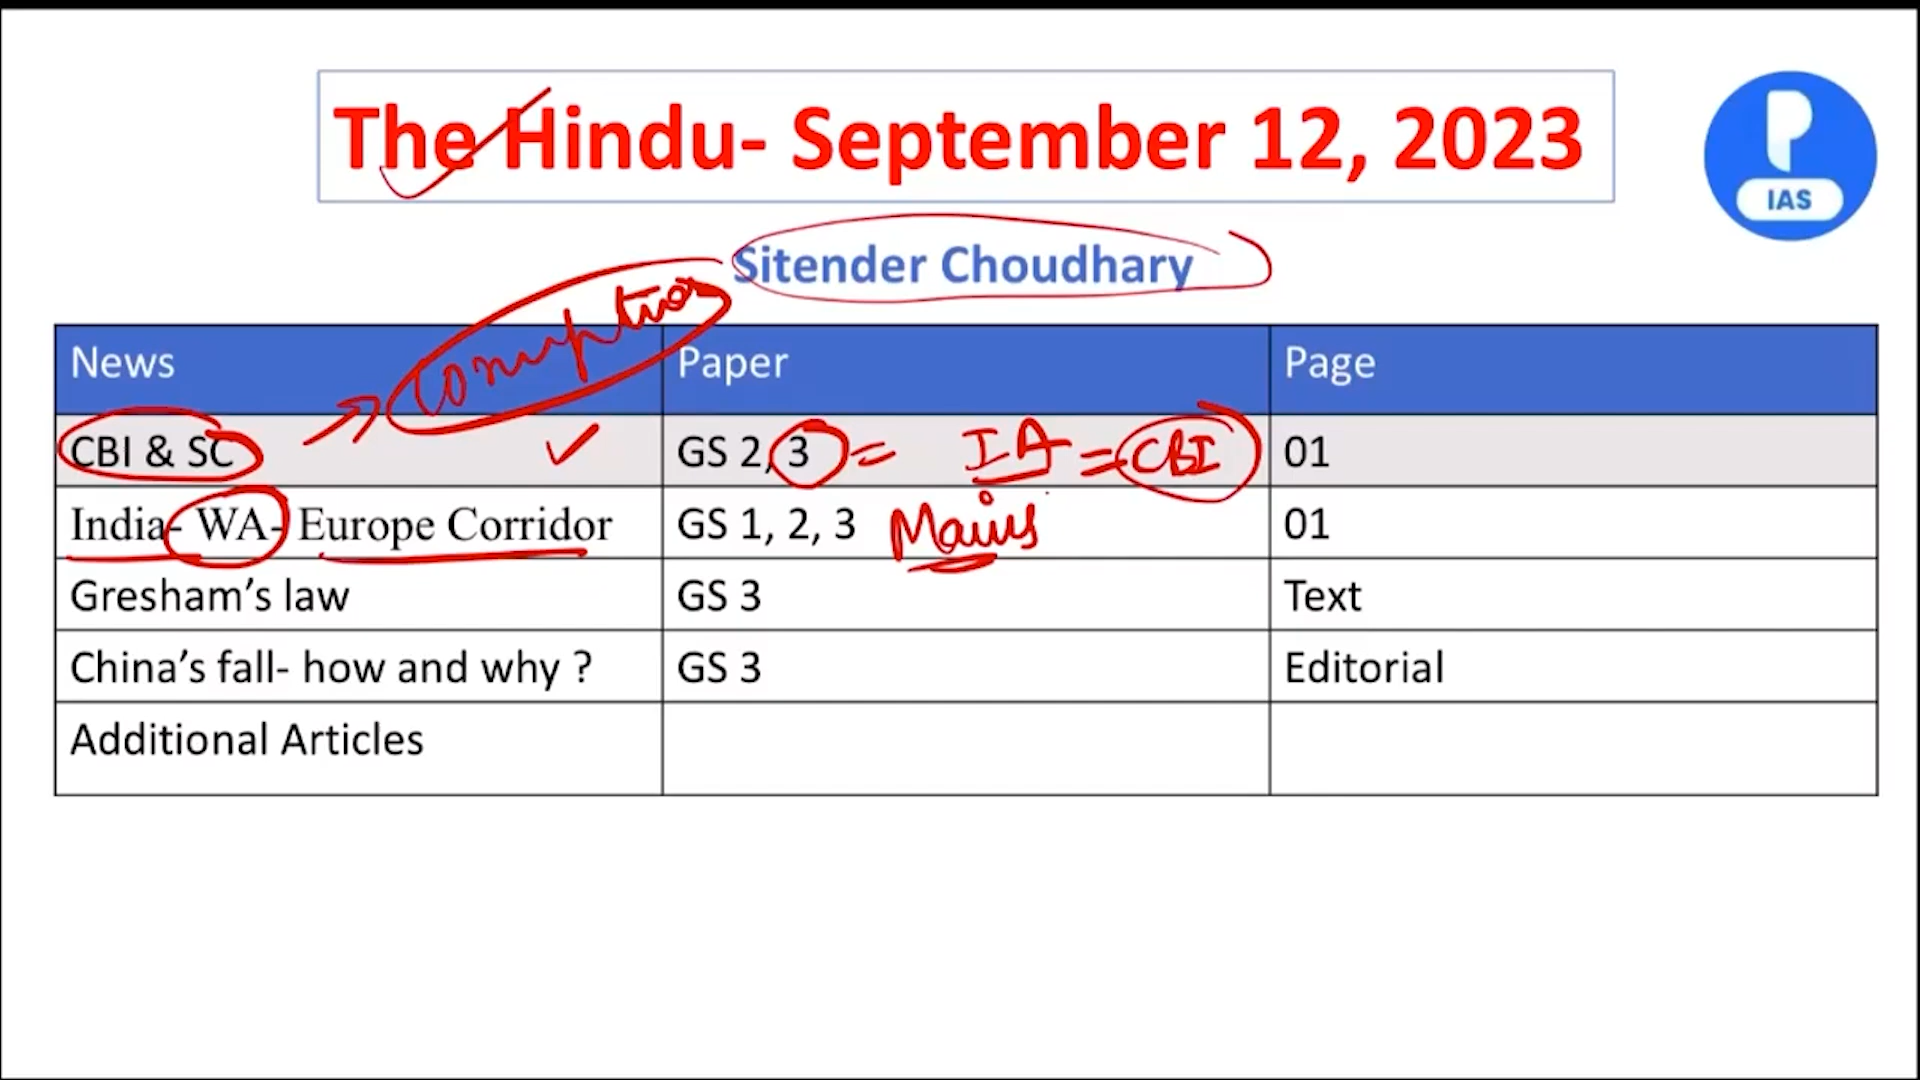 The Hindu- September 12, 2023
IAS
Sitender Choudhary
corruption
News Paper Page
CBI & SC GS 2, 3 = IA = CBI 01
India- WA- Europe Corridor GS 1, 2, 3 Mains 01
Gresham’s law GS 3 Text
China’s fall- how and why ? GS 3 Editorial
Additional Articles